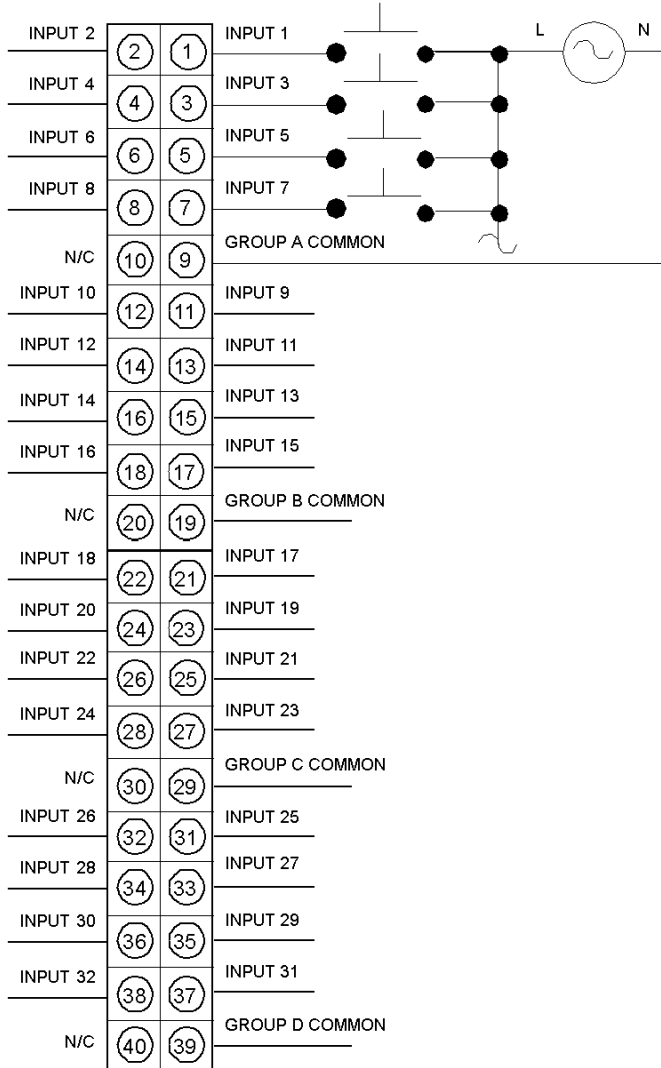 INPUT 2 2 1 INPUT 1 L N
INPUT 4 4 3 INPUT 3
INPUT 6 6 5 INPUT 5
INPUT 8 8 7 INPUT 7
N/C 10 9 GROUP A COMMON
INPUT 10 12 11 INPUT 9
INPUT 12 14 13 INPUT 11
INPUT 14 16 15 INPUT 13
INPUT 16 18 17 INPUT 15
N/C 20 19 GROUP B COMMON
INPUT 18 22 21 INPUT 17
INPUT 20 24 23 INPUT 19
INPUT 22 26 25 INPUT 21
INPUT 24 28 27 INPUT 23
N/C 30 29 GROUP C COMMON
INPUT 26 32 31 INPUT 25
INPUT 28 34 33 INPUT 27
INPUT 30 36 35 INPUT 29
INPUT 32 38 37 INPUT 31
N/C 40 39 GROUP D COMMON